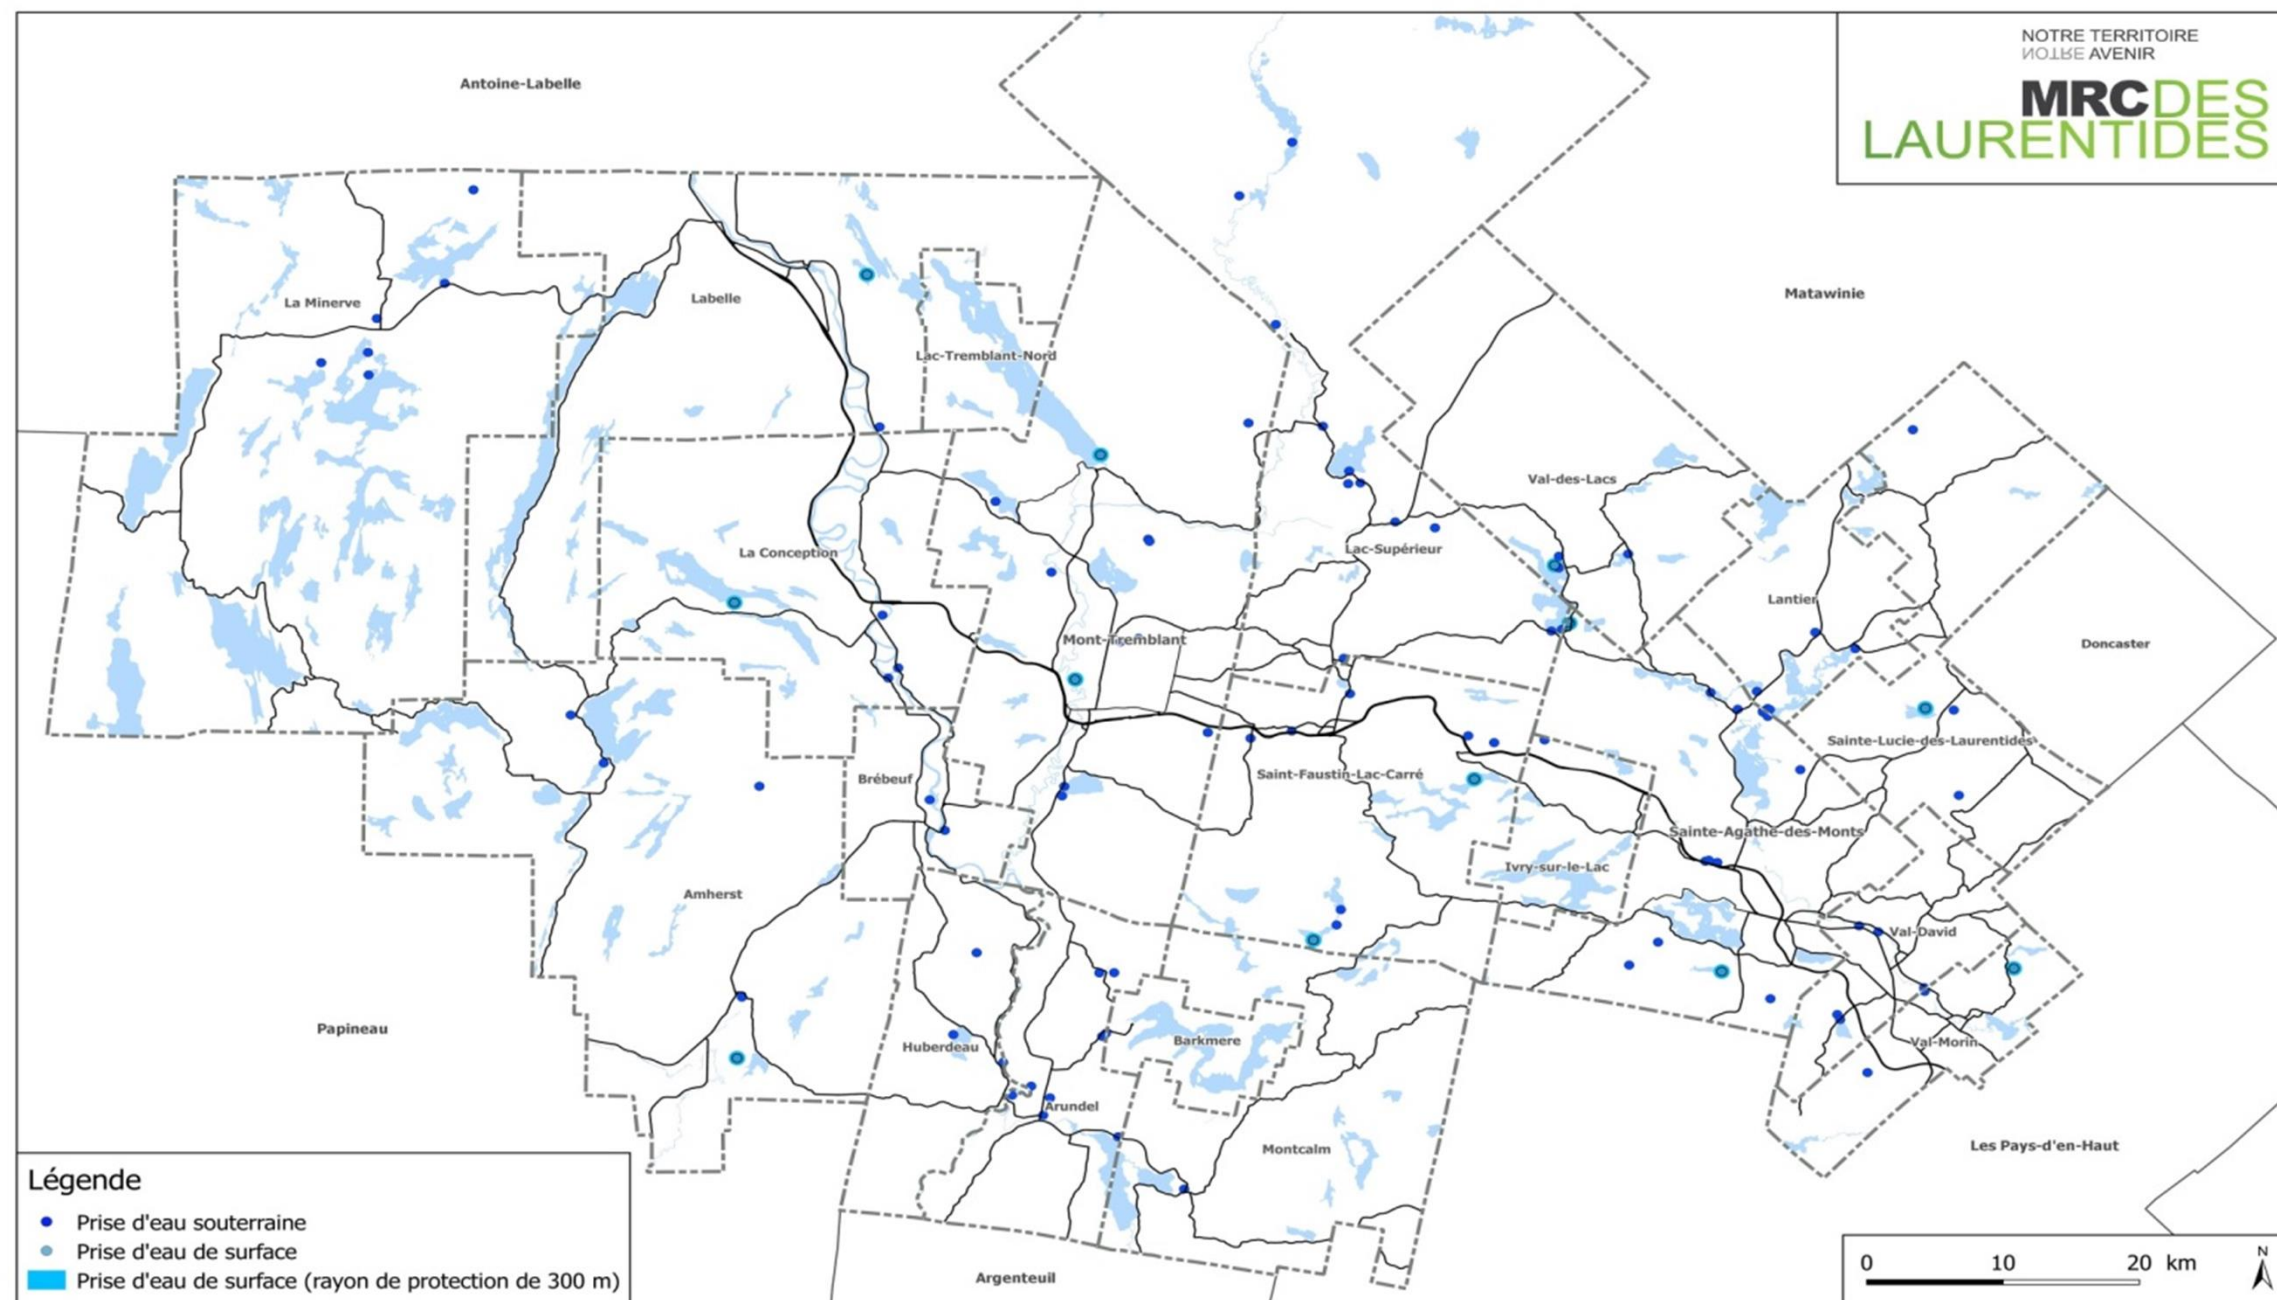 NOTRE TERRITOIRE
NOTRE AVENIR
MRC DES
LAURENTIDES
Antoine-Labelle
Matawinie
La Minerve
Labelle
Lac-Tremblant-Nord
Val-des-Lacs
La Conception
Lac-Supérieur
Lantier
Doncaster
Mont-Tremblant
Sainte-Lucie-des-Laurentides
Brébeuf
Saint-Faustin-Lac-Carré
Sainte-Agathe-des-Monts
Ivry-sur-le-Lac
Amherst
Val-David
Papineau
Huberdeau
Barkmere
Val-Morin
Arundel
Montcalm
Les Pays-d'en-Haut
Argenteuil
Légende
Prise d'eau souterraine
Prise d'eau de surface
Prise d'eau de surface (rayon de protection de 300 m)
0 10 20 km
N